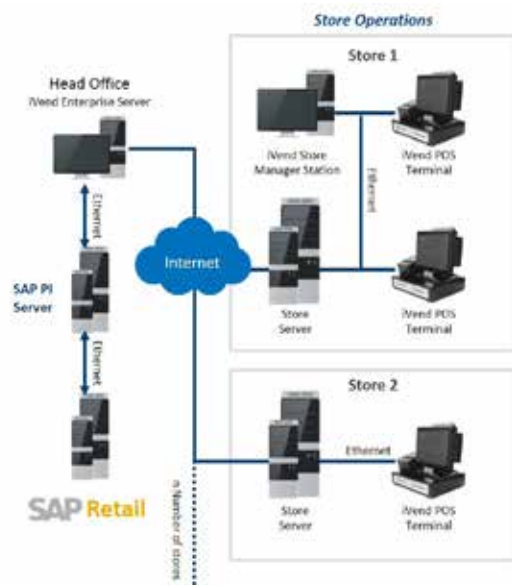 Store Operations
Store 1
Head Office
iVend Enterprise Server
iVend Store
Manager Station
iVend POS
Terminal
Ethernet
Ethernet
Internet
SAP PI
Server
Store
Server
iVend POS
Terminal
Ethernet
Store 2
Ethernet
SAP Retail
n Number of stores
Store
Server
iVend POS
Terminal